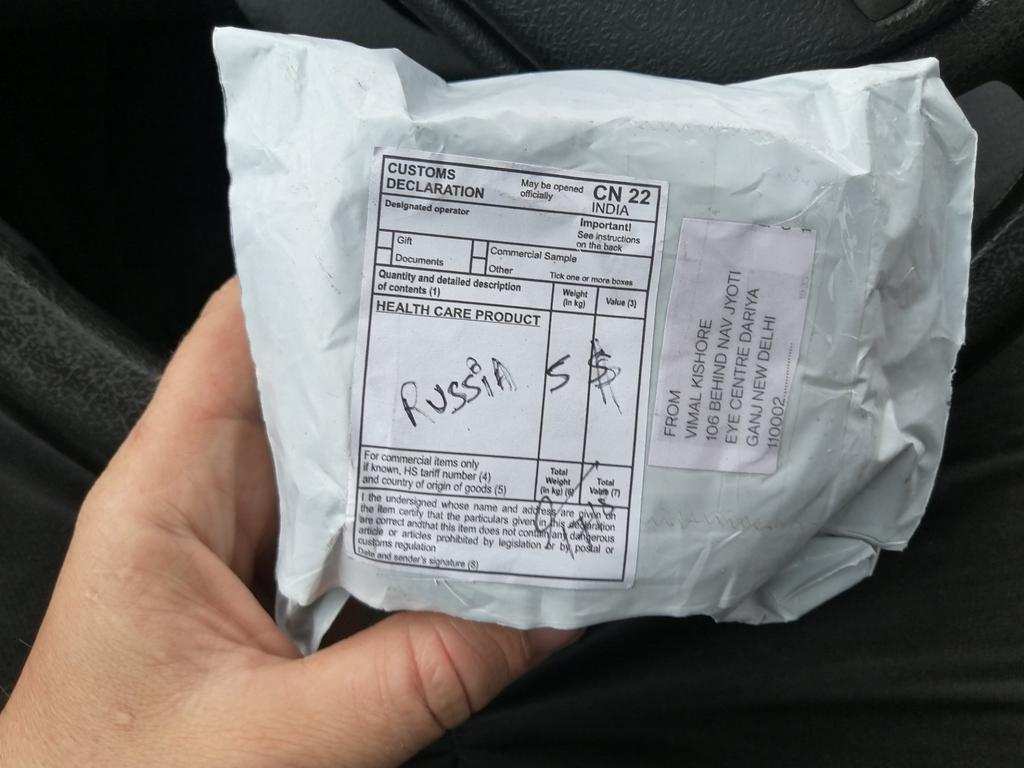 CUSTOMS
DECLARATION
May be opened
officially
CN 22
INDIA
Designated operator
Important!
See instructions
on the back
Gift
Documents
Commercial Sample
Other
Tick one or more boxes
Quantity and detailed description
of contents (1)
Weight
(in kg)
Value (3)
HEALTH CARE PRODUCT
RUSSiA
5 $
For commercial items only
if known, HS tariff number (4)
and country of origin of goods (5)
Total
Weight
(in kg) (6)
Total
Value (7)
I the undersigned whose name and address are given on
the item certify that the particulars given in this declaration
are correct andthat this item does not contain any dangerous
article or articles prohibited by legislation or by postal or
customs regulation
Date and sender's signature (8)
FROM
VIMAL KISHORE
106 BEHIND NAV JYOTI
EYE CENTRE DARIYA
GANJ NEW DELHI
110002